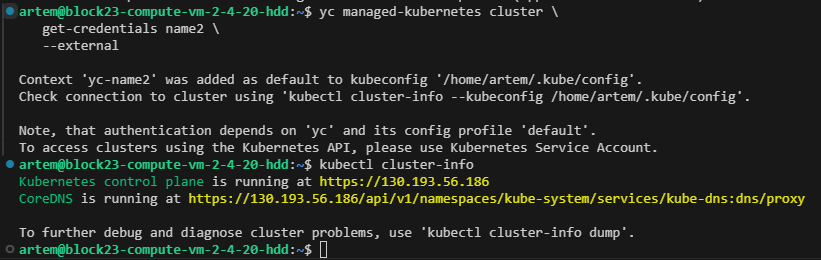 artem@block23-compute-vm-2-4-20-hdd:~$ yc managed-kubernetes cluster \
get-credentials name2 \
--external
Context 'yc-name2' was added as default to kubeconfig '/home/artem/.kube/config'.
Check connection to cluster using 'kubectl cluster-info --kubeconfig /home/artem/.kube/config'.
Note, that authentication depends on 'yc' and its config profile 'default'.
To access clusters using the Kubernetes API, please use Kubernetes Service Account.
artem@block23-compute-vm-2-4-20-hdd:~$ kubectl cluster-info
Kubernetes control plane is running at https://130.193.56.186
CoreDNS is running at https://130.193.56.186/api/v1/namespaces/kube-system/services/kube-dns:dns/proxy
To further debug and diagnose cluster problems, use 'kubectl cluster-info dump'.
artem@block23-compute-vm-2-4-20-hdd:~$